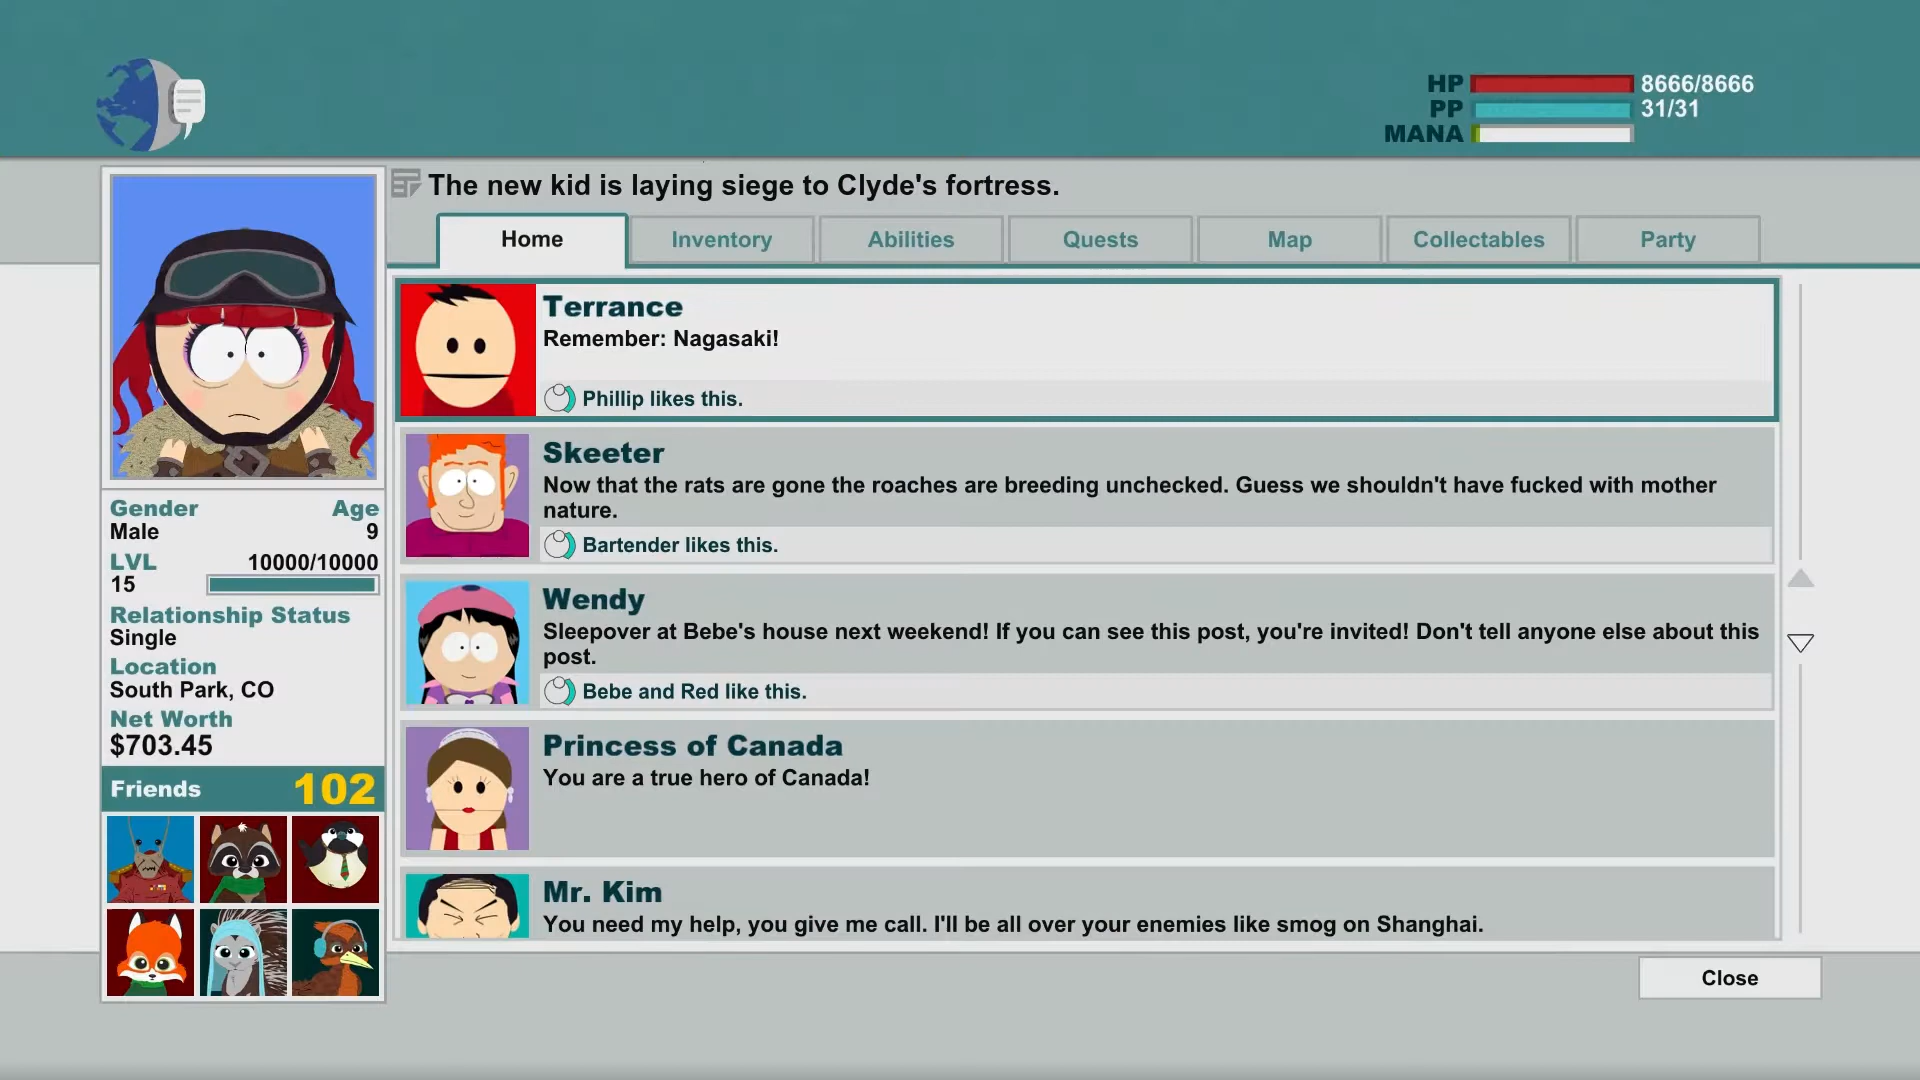 HP 8666/8666
PP 31/31
MANA
The new kid is laying siege to Clyde's fortress.
Home Inventory Abilities Quests Map Collectables Party
Gender Age
Male 9
LVL 10000/10000
15
Relationship Status
Single
Location
South Park, CO
Net Worth
$703.45
Friends 102
Terrance
Remember: Nagasaki!
Phillip likes this.
Skeeter
Now that the rats are gone the roaches are breeding unchecked. Guess we shouldn't have fucked with mother
nature.
Bartender likes this.
Wendy
Sleepover at Bebe's house next weekend! If you can see this post, you're invited! Don't tell anyone else about this
post.
Bebe and Red like this.
Princess of Canada
You are a true hero of Canada!
Mr. Kim
You need my help, you give me call. I'll be all over your enemies like smog on Shanghai.
Close